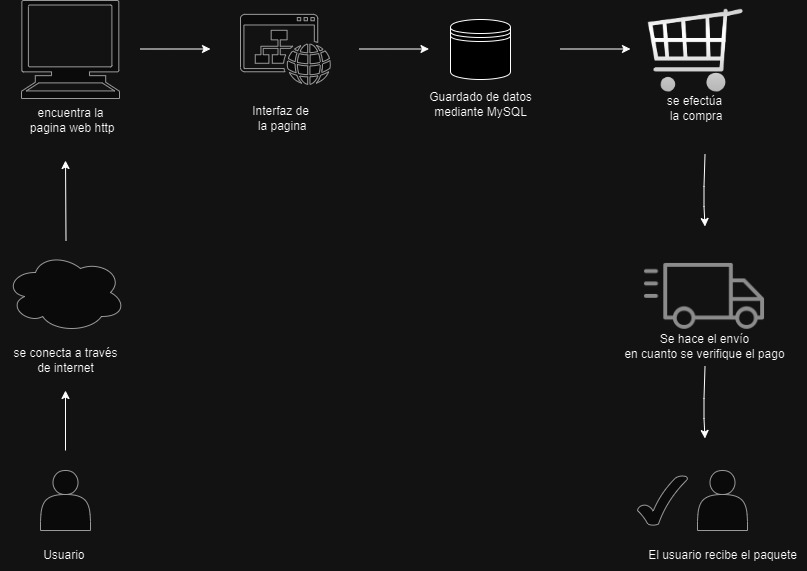 encuentra la
pagina web http
Interfaz de
la pagina
Guardado de datos
mediante MySQL
se efectúa
la compra
se conecta a través
de internet
Se hace el envío
en cuanto se verifique el pago
Usuario
El usuario recibe el paquete